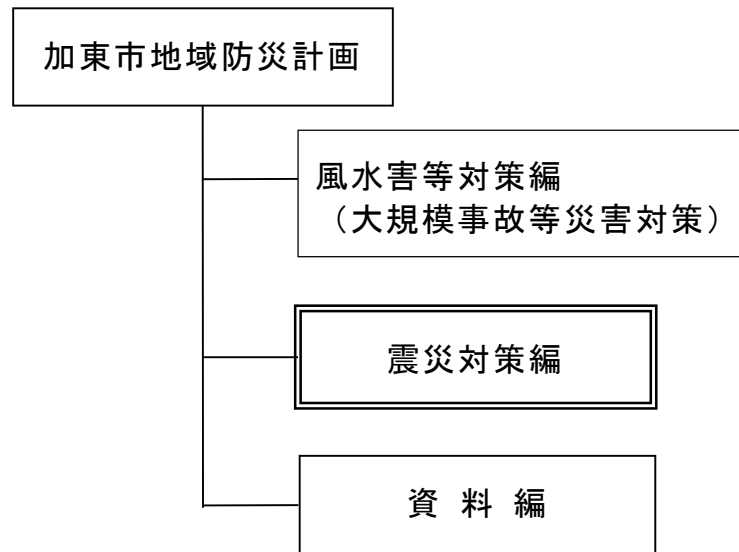 加東市地域防災計画
風水害等対策編
（大規模事故等災害対策）
震災対策編
資 料 編